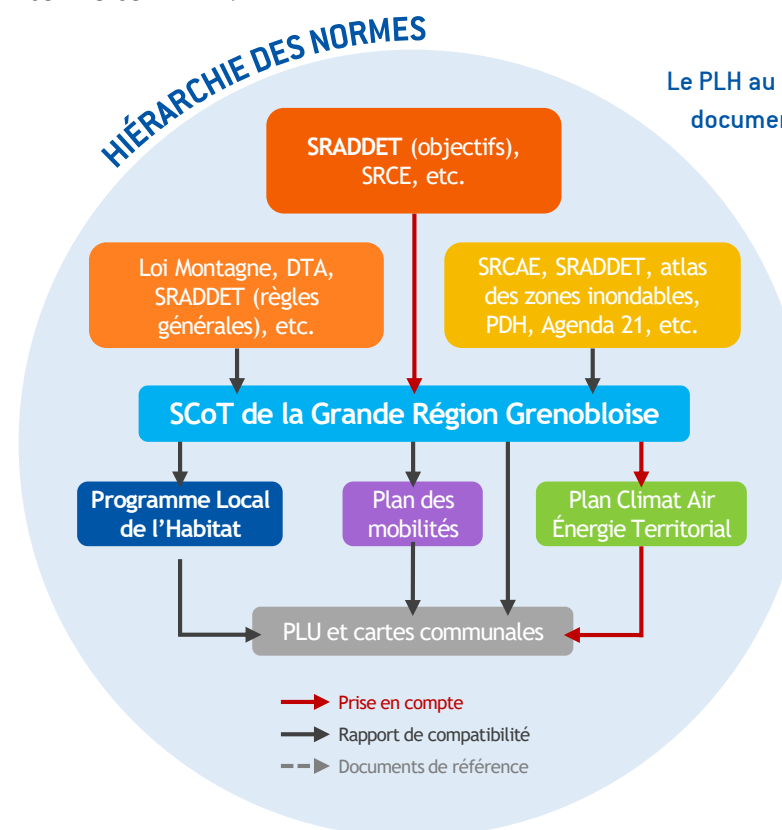 HIÉRARCHIE DES NORMES
Le PLH au
documen
SRADDET (objectifs),
SRCE, etc.
Loi Montagne, DTA,
SRADDET (règles
générales), etc.
SRCAE, SRADDET, atlas
des zones inondables,
PDH, Agenda 21, etc.
SCoT de la Grande Région Grenobloise
Programme Local
de l’Habitat
Plan des
mobilités
Plan Climat Air
Énergie Territorial
PLU et cartes communales
Prise en compte
Rapport de compatibilité
Documents de référence